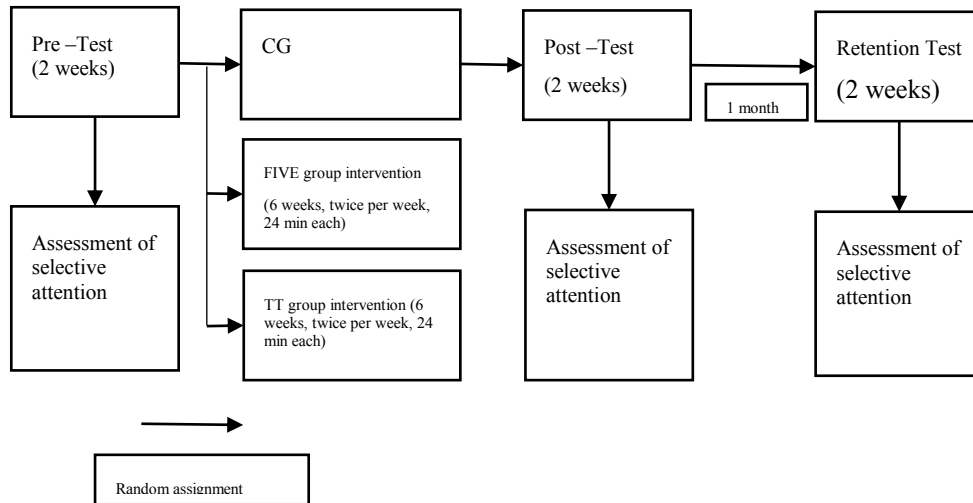 Pre –Test
(2 weeks)
CG
Post –Test
(2 weeks)
Retention Test
(2 weeks)
1 month
FIVE group intervention
(6 weeks, twice per week,
24 min each)
Assessment of
selective
attention
Assessment of
selective
attention
Assessment of
selective
attention
TT group intervention (6
weeks, twice per week, 24
min each)
Random assignment